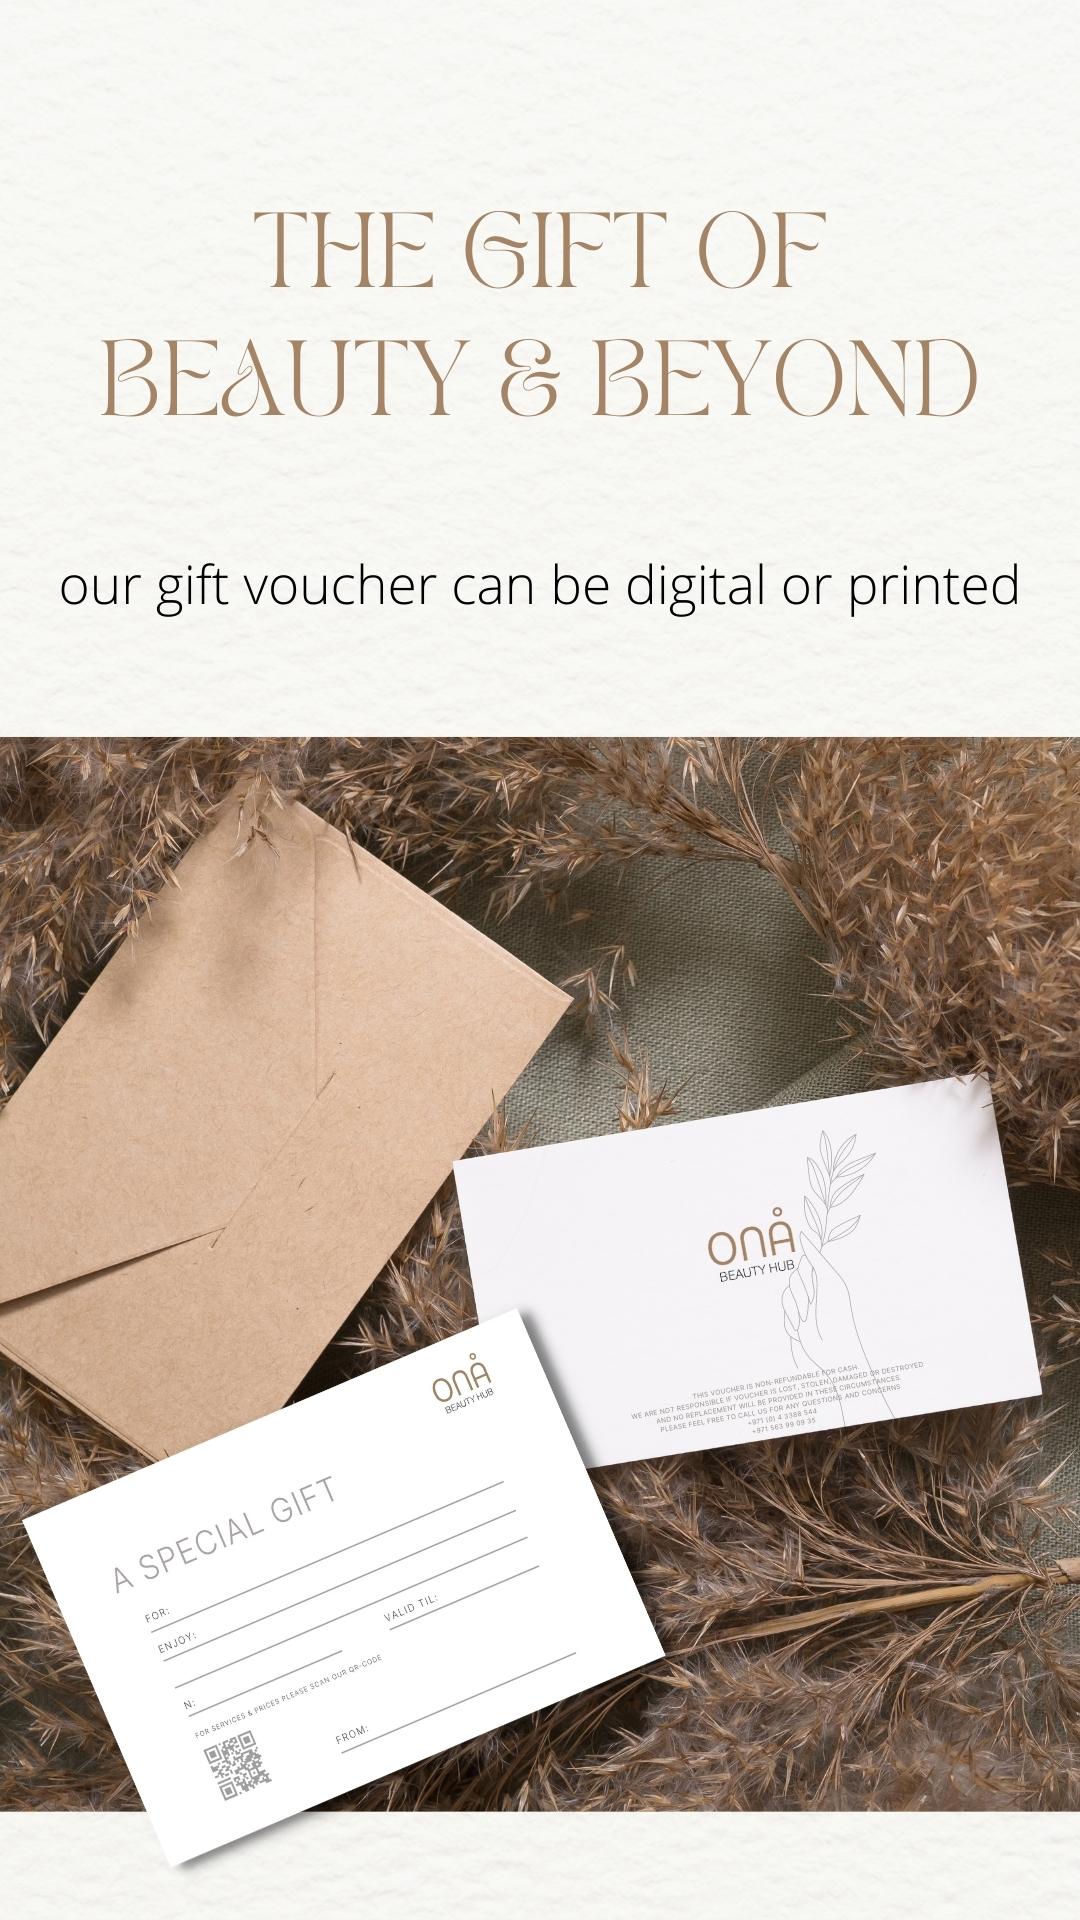 THE GIFT OF
BEAUTY & BEYOND
our gift voucher can be digital or printed
ONÅ
BEAUTY HUB
THIS VOUCHER IS NON-REFUNDABLE FOR CASH.
WE ARE NOT RESPONSIBLE IF VOUCHER IS LOST, STOLEN, DAMAGED OR DESTROYED
AND NO REPLACEMENT WILL BE PROVIDED IN THESE CIRCUMSTANCES.
PLEASE FEEL FREE TO CALL US FOR ANY QUESTIONS AND CONCERNS
+971 (0) 4 3388 544
+971 563 99 09 35
ONÅ
BEAUTY HUB
A SPECIAL GIFT
FOR:
ENJOY:
VALID TIL:
N:
FOR SERVICES & PRICES PLEASE SCAN OUR QR-CODE
FROM: